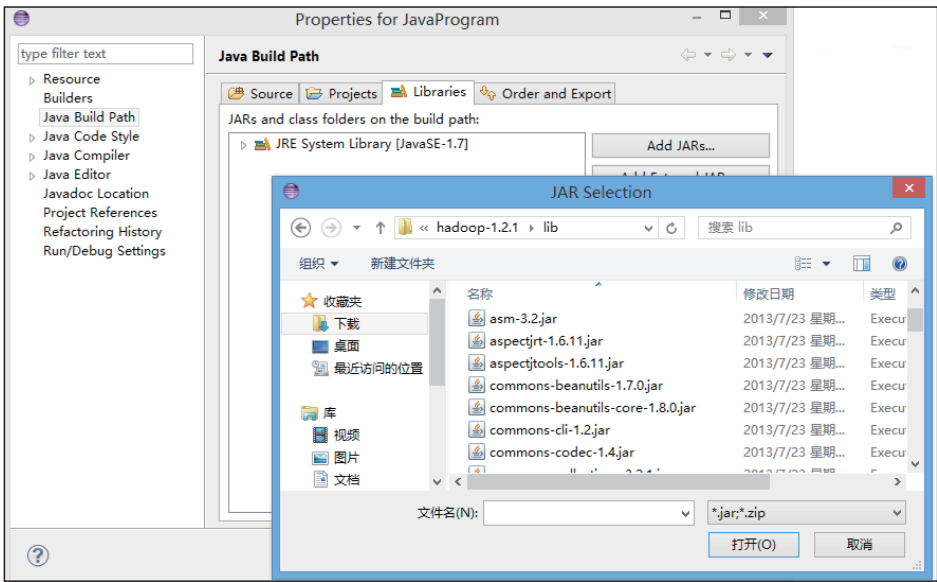 Properties for JavaProgram
type filter text
Resource
Builders
Java Build Path
Java Code Style
Java Compiler
Java Editor
Javadoc Location
Project References
Refactoring History
Run/Debug Settings
Java Build Path
Source Projects Libraries Order and Export
JARs and class folders on the build path:
JRE System Library [JavaSE-1.7]
Add JARs...
JAR Selection
« hadoop-1.2.1 lib
搜索 lib
组织 新建文件夹
收藏夹
下载
桌面
最近访问的位置
库
视频
图片
文档
名称 修改日期 类型
asm-3.2.jar 2013/7/23 星期... Execu
aspectjrt-1.6.11.jar 2013/7/23 星期... Execu
aspectjtools-1.6.11.jar 2013/7/23 星期... Execu
commons-beanutils-1.7.0.jar 2013/7/23 星期... Execu
commons-beanutils-core-1.8.0.jar 2013/7/23 星期... Execu
commons-cli-1.2.jar 2013/7/23 星期... Execu
commons-codec-1.4.jar 2013/7/23 星期... Execu
文件名(N): *.jar;*.zip
打开(O) 取消